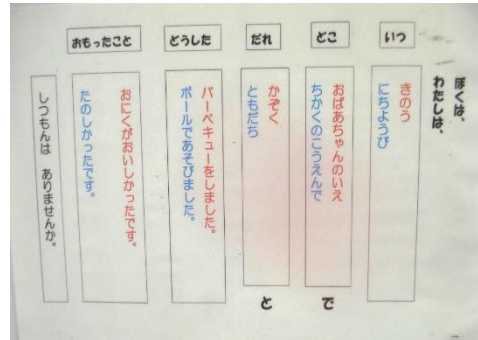 ぼくは、
わたしは、
いつ
きのう
にちようび
どこ
おばあちゃんのいえ
ちかくのこうえんで
で
だれ
かぞく
ともだち
と
どうした
バーベキューをしました。
ボールであそびました。
おもったこと
おにくがおいしかったです。
たのしかったです。
しつもんは ありませんか。